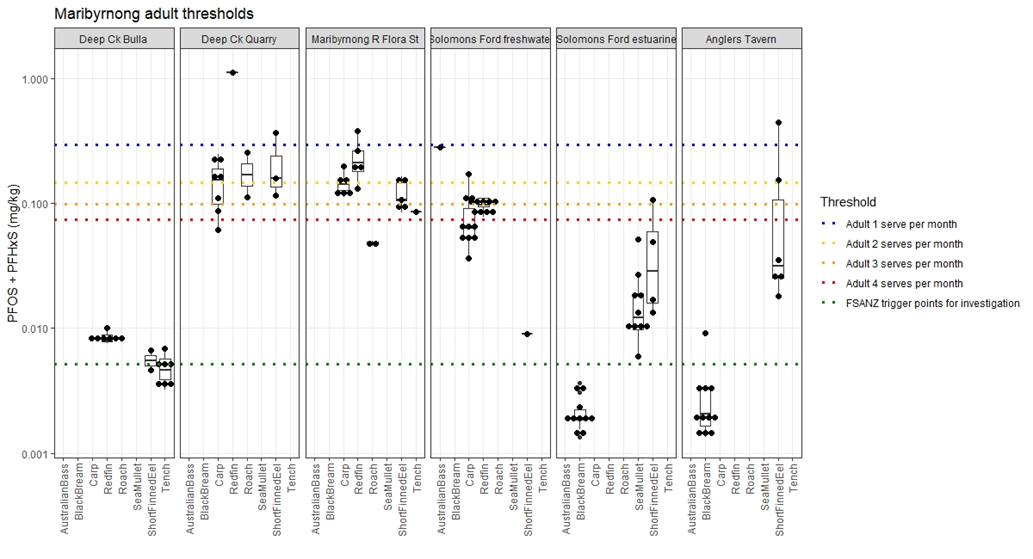 Maribyrnong adult thresholds
Deep Ck Bulla
Deep Ck Quarry
Maribyrnong R Flora St
Solomons Ford freshwate
Solomons Ford estuarine
Anglers Tavern
PFOS + PFHxS (mg/kg)
1.000
0.100
0.010
0.001
AustralianBass
BlackBream
Carp
Redfin
Roach
SeaMullet
ShortFinnedEel
Tench
AustralianBass
BlackBream
Carp
Redfin
Roach
SeaMullet
ShortFinnedEel
Tench
AustralianBass
BlackBream
Carp
Redfin
Roach
SeaMullet
ShortFinnedEel
Tench
AustralianBass
BlackBream
Carp
Redfin
Roach
SeaMullet
ShortFinnedEel
Tench
AustralianBass
BlackBream
Carp
Redfin
Roach
SeaMullet
ShortFinnedEel
Tench
AustralianBass
BlackBream
Carp
Redfin
Roach
SeaMullet
ShortFinnedEel
Tench
Threshold
Adult 1 serve per month
Adult 2 serves per month
Adult 3 serves per month
Adult 4 serves per month
FSANZ trigger points for investigation